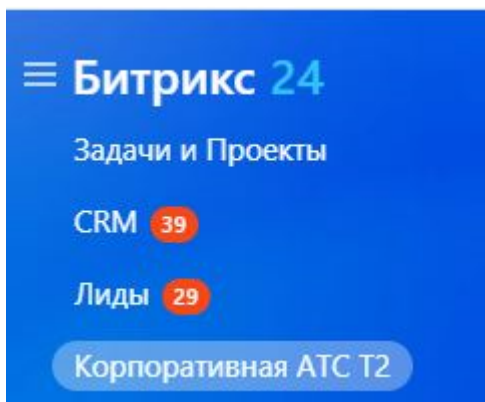 Битрикс 24
Задачи и Проекты
CRM 39
Лиды 29
Корпоративная АТС Т2